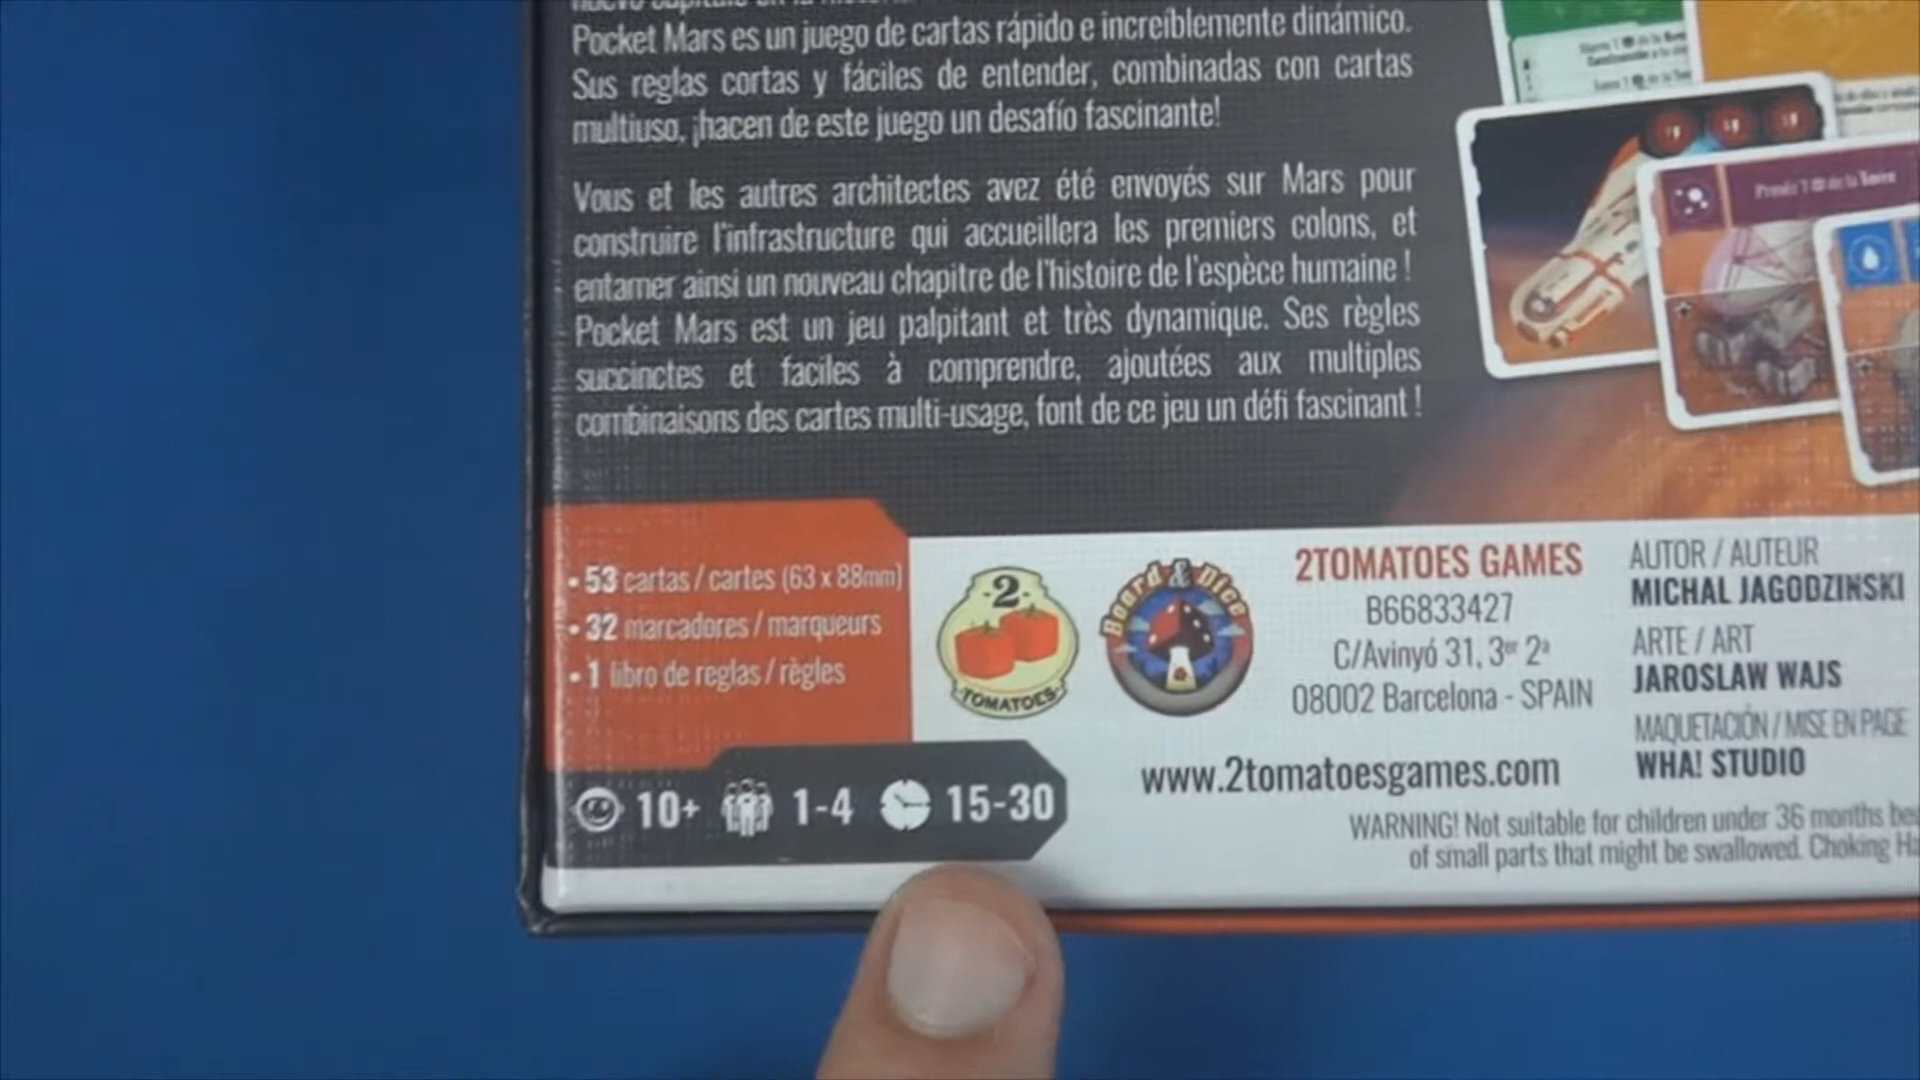 Pocket Mars es un juego de cartas rápido e increíblemente dinámico.
Sus reglas cortas y fáciles de entender, combinadas con cartas
multiuso, ¡hacen de este juego un desafío fascinante!
Vous et les autres architectes avez été envoyés sur Mars pour
construire l'infrastructure qui accueillera les premiers colons, et
entamer ainsi un nouveau chapitre de l'histoire de l'espèce humaine !
Pocket Mars est un jeu palpitant et très dynamique. Ses règles
succinctes et faciles à comprendre, ajoutées aux multiples
combinaisons des cartes multi-usage, font de ce jeu un défi fascinant !
• 53 cartas / cartes (63 x 88mm)
• 32 marcadores / marqueurs
• 1 libro de reglas / règles
10+ 1-4 15-30
·2·
TOMATOES
Board & Dice
2TOMATOES GAMES
B66833427
C/Avinyó 31, 3er 2ª
08002 Barcelona - SPAIN
www.2tomatoesgames.com
AUTOR / AUTEUR
MICHAL JAGODZINSKI
ARTE / ART
JAROSLAW WAJS
MAQUETACIÓN / MISE EN PAGE
WHA! STUDIO
WARNING! Not suitable for children under 36 months
of small parts that might be swallowed. Choking